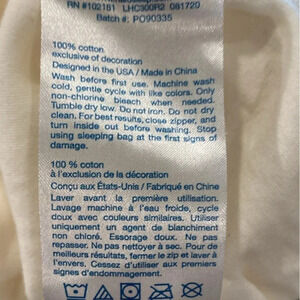 RN #102181 LHC300R2 081720
Batch #: PO90335
100% cotton
exclusive of decoration
Designed in the USA / Made in China
Wash before first use. Machine wash
cold, gentle cycle with like colors. Only
non-chlorine bleach when needed.
Tumble dry low. Do not iron. Do not dry
clean. For best results, close zipper, and
turn inside out before washing. Stop
using sleeping bag at the first signs of
damage.
100 % coton
à l'exclusion de la décoration
Conçu aux États-Unis / Fabriqué en Chine
Laver avant la première utilisation.
Lavage machine à l'eau froide, cycle
doux avec couleurs similaires. Utiliser
uniquement un agent de blanchiment
non chloré. Essorage doux. Ne pas
repasser. Ne pas nettoyer à sec. Pour de
meilleurs résultats, fermer le zip et laver à
l'envers. Cessez d'utiliser aux premiers
signes d'endommagement.